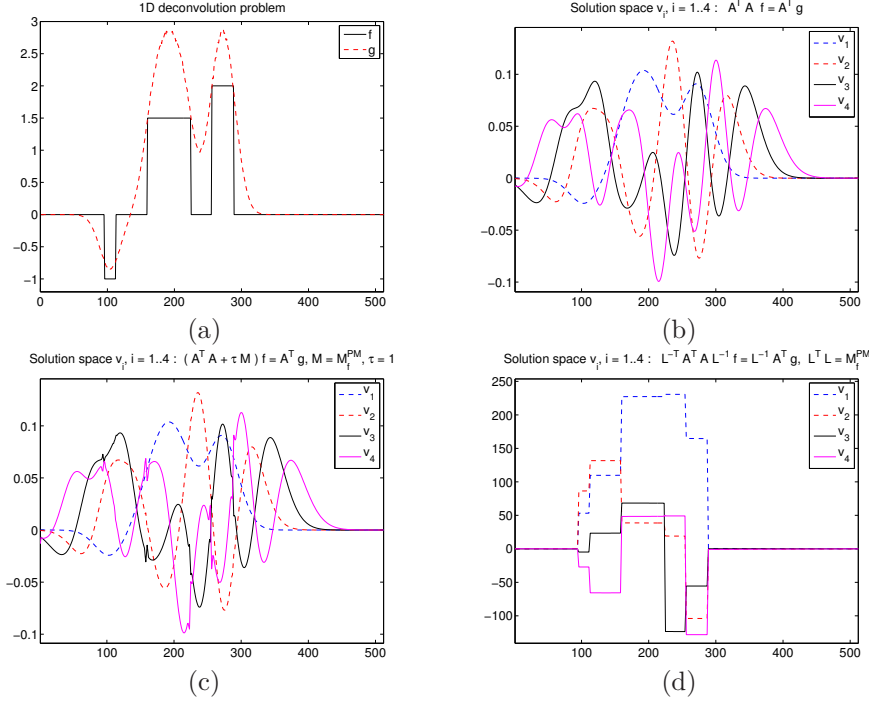 1D deconvolution problem
3
2.5
2
1.5
1
0.5
0
−0.5
−1
0 100 200 300 400 500
f
g
(a)
Solution space v_i, i = 1..4 : A^T A f = A^T g
0.1
0.05
0
−0.05
−0.1
100 200 300 400 500
v_1
v_2
v_3
v_4
(b)
Solution space v_i, i = 1..4 : ( A^T A + τ M ) f = A^T g, M = M_f^PM, τ = 1
0.1
0.05
0
−0.05
−0.1
100 200 300 400 500
v_1
v_2
v_3
v_4
(c)
Solution space v_i, i = 1..4 : L^−T A^T A L^−1 f = L^−1 A^T g, L^T L = M_f^PM
250
200
150
100
50
0
−50
−100
100 200 300 400 500
v_1
v_2
v_3
v_4
(d)